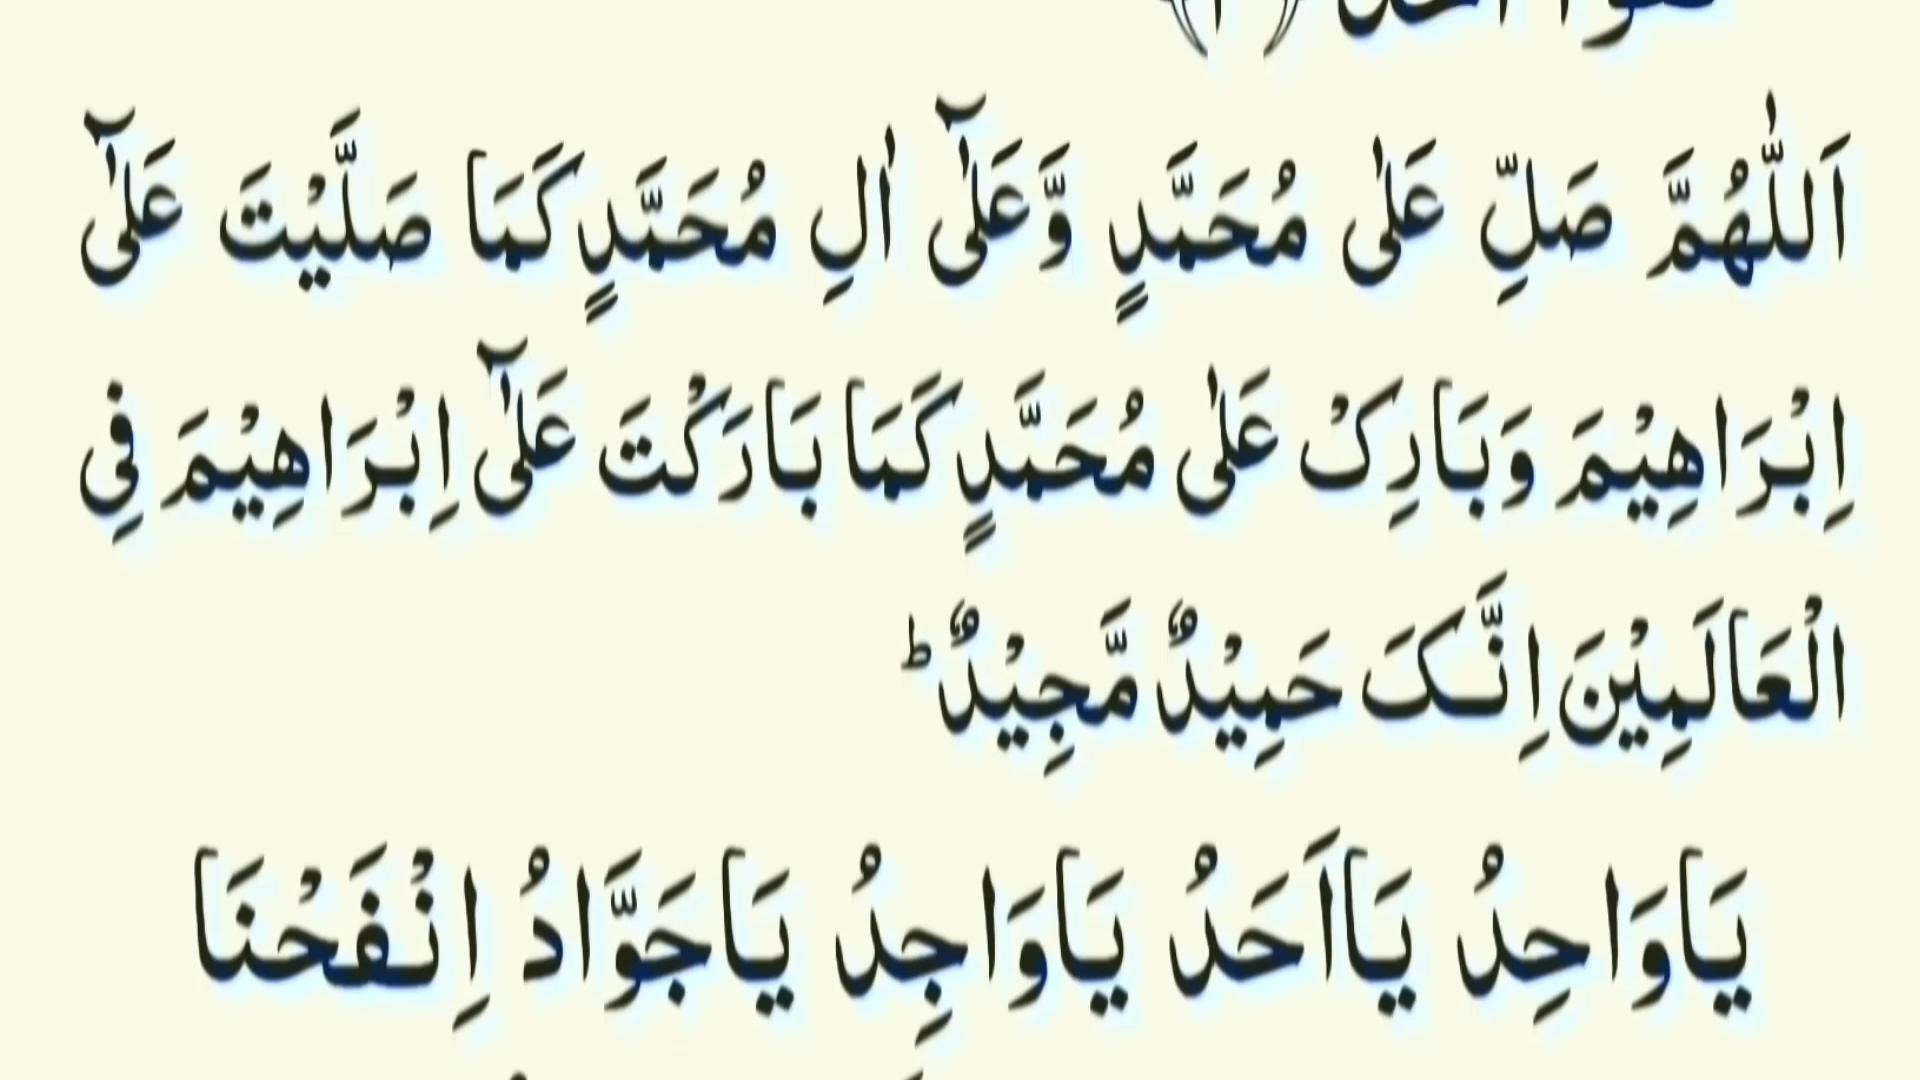 اَللّٰهُمَّ صَلِّ عَلٰى مُحَمَّدٍ وَّعَلٰٓى اٰلِ مُحَمَّدٍ كَمَا صَلَّيْتَ عَلٰٓى
اِبْرَاهِيْمَ وَبَارِكْ عَلٰى مُحَمَّدٍ كَمَا بَارَكْتَ عَلٰٓى اِبْرَاهِيْمَ فِى
الْعَالَمِيْنَ اِنَّكَ حَمِيْدٌ مَّجِيْدٌ ؕ
يَاوَاحِدُ يَااَحَدُ يَاوَاجِدُ يَاجَوَّادُ اِنْفَحْنَا